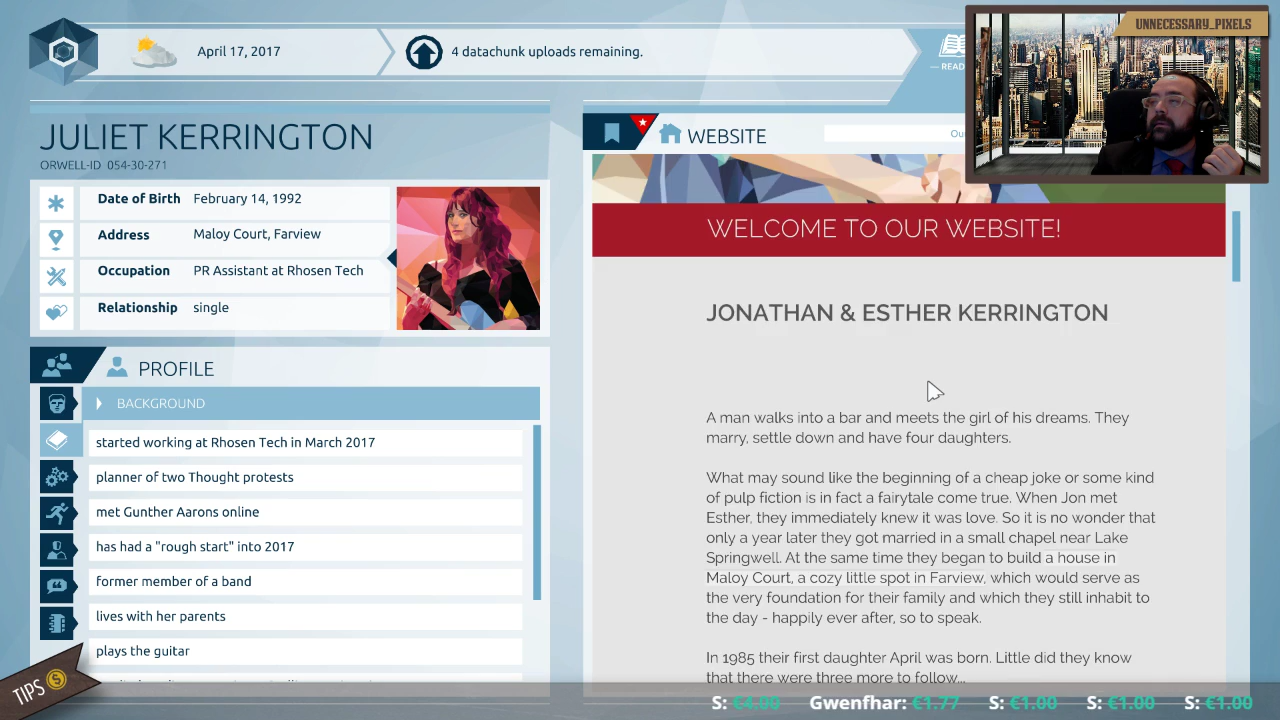 April 17, 2017
4 datachunk uploads remaining.
READ
UNNECESSARY_PIXELS
JULIET KERRINGTON
ORWELL-ID 054-30-271
Date of Birth February 14, 1992
Address Maloy Court, Farview
Occupation PR Assistant at Rhosen Tech
Relationship single
PROFILE
BACKGROUND
started working at Rhosen Tech in March 2017
planner of two Thought protests
met Gunther Aarons online
has had a "rough start" into 2017
former member of a band
lives with her parents
plays the guitar
WEBSITE
Ou
WELCOME TO OUR WEBSITE!
JONATHAN & ESTHER KERRINGTON
A man walks into a bar and meets the girl of his dreams. They
marry, settle down and have four daughters.
What may sound like the beginning of a cheap joke or some kind
of pulp fiction is in fact a fairytale come true. When Jon met
Esther, they immediately knew it was love. So it is no wonder that
only a year later they got married in a small chapel near Lake
Springwell. At the same time they began to build a house in
Maloy Court, a cozy little spot in Farview, which would serve as
the very foundation for their family and which they still inhabit to
the day - happily ever after, so to speak.
In 1985 their first daughter April was born. Little did they know
that there were three more to follow...
TIPS
S: €4.00 Gwenfhar: €1.77 S: €1.00 S: €1.00 S: €1.00